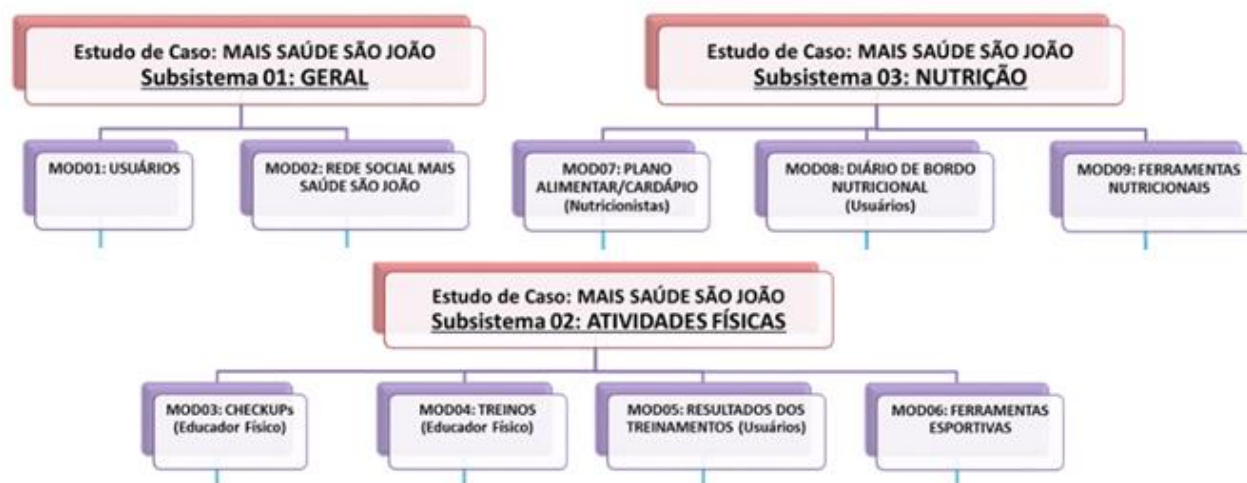 Estudo de Caso: MAIS SAÚDE SÃO JOÃO
Subsistema 01: GERAL
MOD01: USUÁRIOS
MOD02: REDE SOCIAL MAIS
SAÚDE SÃO JOÃO
Estudo de Caso: MAIS SAÚDE SÃO JOÃO
Subsistema 03: NUTRIÇÃO
MOD07: PLANO
ALIMENTAR/CARDÁPIO
(Nutricionistas)
MOD08: DIÁRIO DE BORDO
NUTRICIONAL
(Usuários)
MOD09: FERRAMENTAS
NUTRICIONAIS
Estudo de Caso: MAIS SAÚDE SÃO JOÃO
Subsistema 02: ATIVIDADES FÍSICAS
MOD03: CHECKUPs
(Educador Físico)
MOD04: TREINOS
(Educador Físico)
MOD05: RESULTADOS DOS
TREINAMENTOS (Usuários)
MOD06: FERRAMENTAS
ESPORTIVAS